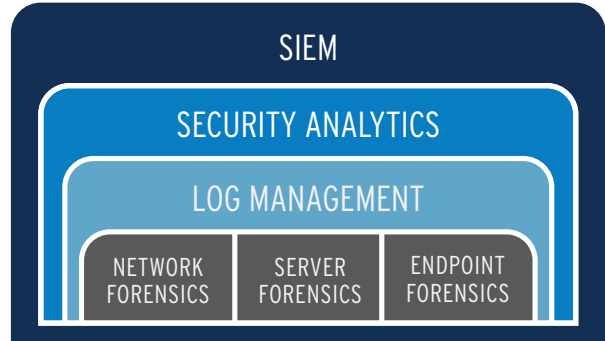 SIEM
SECURITY ANALYTICS
LOG MANAGEMENT
NETWORK
FORENSICS
SERVER
FORENSICS
ENDPOINT
FORENSICS